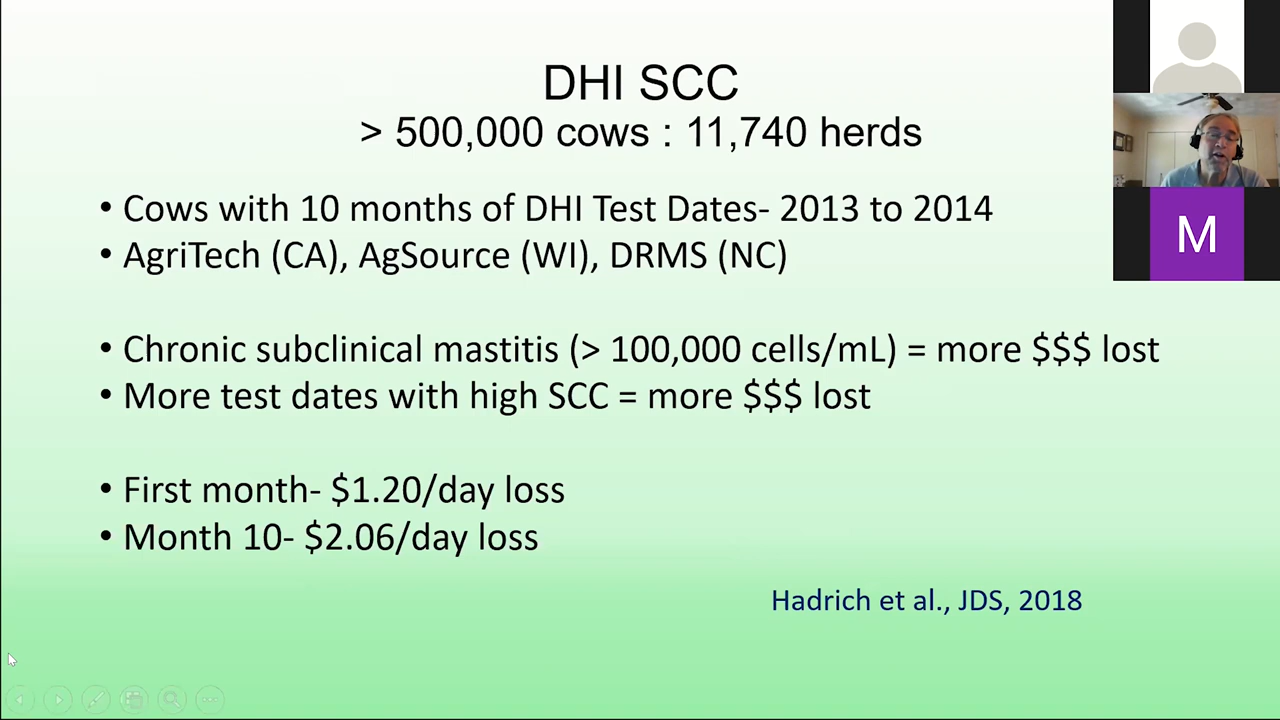 DHI SCC
> 500,000 cows : 11,740 herds
• Cows with 10 months of DHI Test Dates- 2013 to 2014
• AgriTech (CA), AgSource (WI), DRMS (NC)
• Chronic subclinical mastitis (> 100,000 cells/mL) = more $$$ lost
• More test dates with high SCC = more $$$ lost
• First month- $1.20/day loss
• Month 10- $2.06/day loss
Hadrich et al., JDS, 2018
M